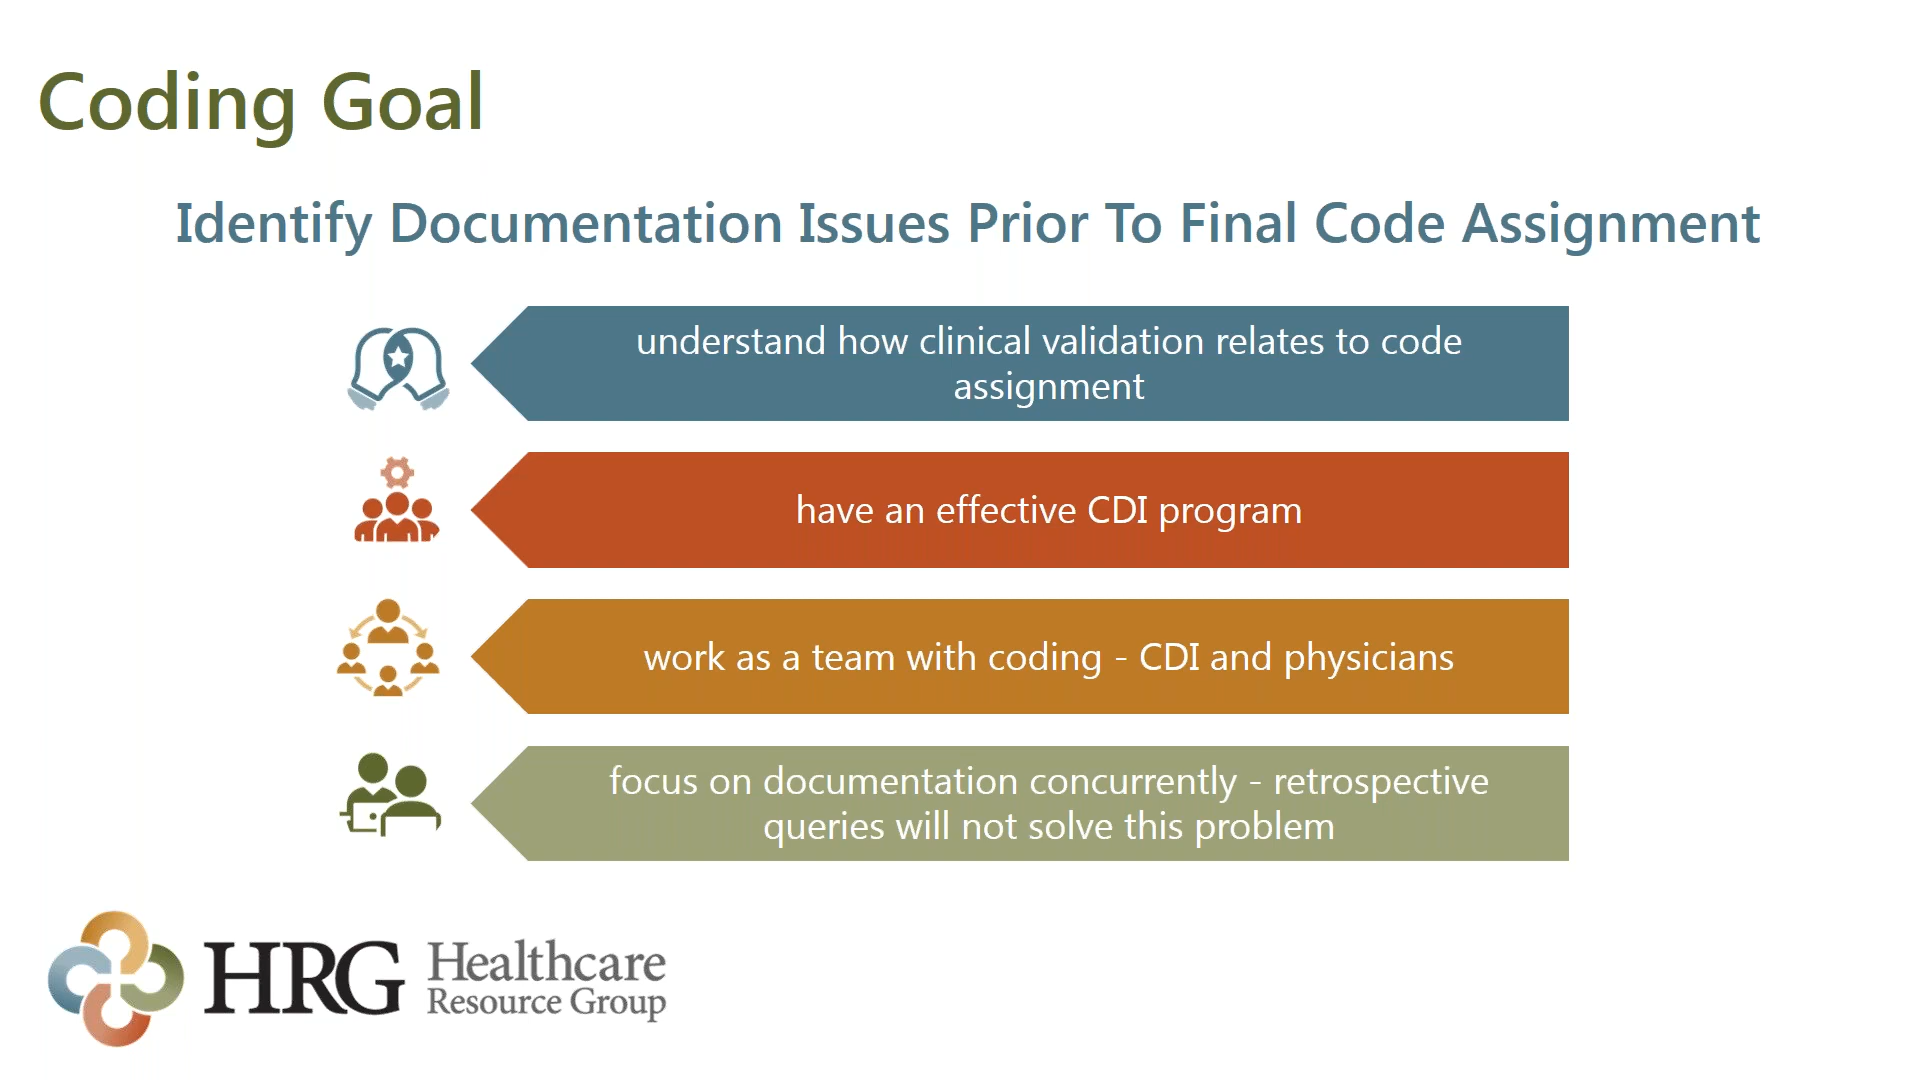 Coding Goal
Identify Documentation Issues Prior To Final Code Assignment
understand how clinical validation relates to code
assignment
have an effective CDI program
work as a team with coding - CDI and physicians
focus on documentation concurrently - retrospective
queries will not solve this problem
HRG Healthcare
Resource Group